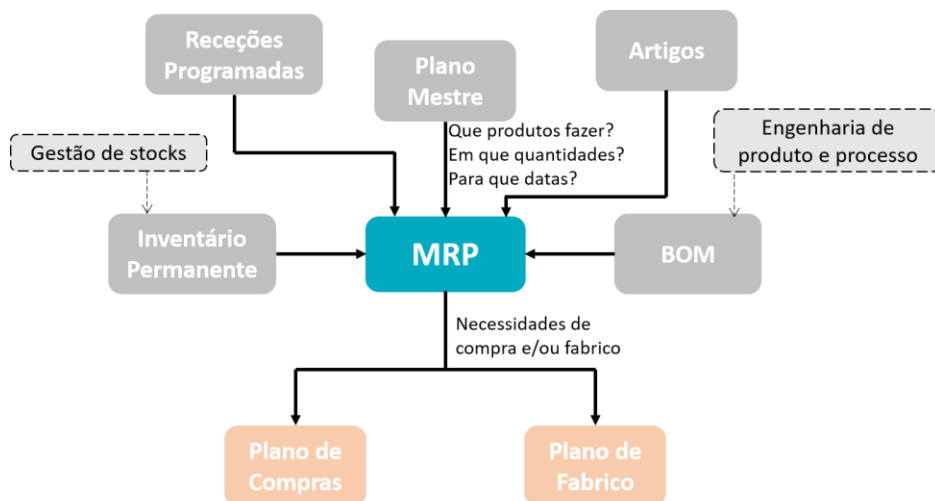 Receções
Programadas
Plano
Mestre
Artigos
Que produtos fazer?
Em que quantidades?
Para que datas?
Gestão de stocks
Engenharia de
produto e processo
Inventário
Permanente
MRP
BOM
Necessidades de
compra e/ou fabrico
Plano de
Compras
Plano de
Fabrico